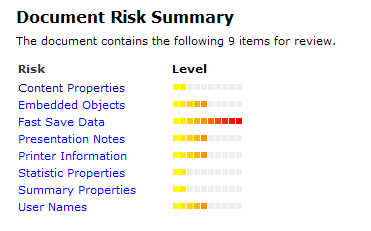 Document Risk Summary
The document contains the following 9 items for review.
Risk Level
Content Properties
Embedded Objects
Fast Save Data
Presentation Notes
Printer Information
Statistic Properties
Summary Properties
User Names